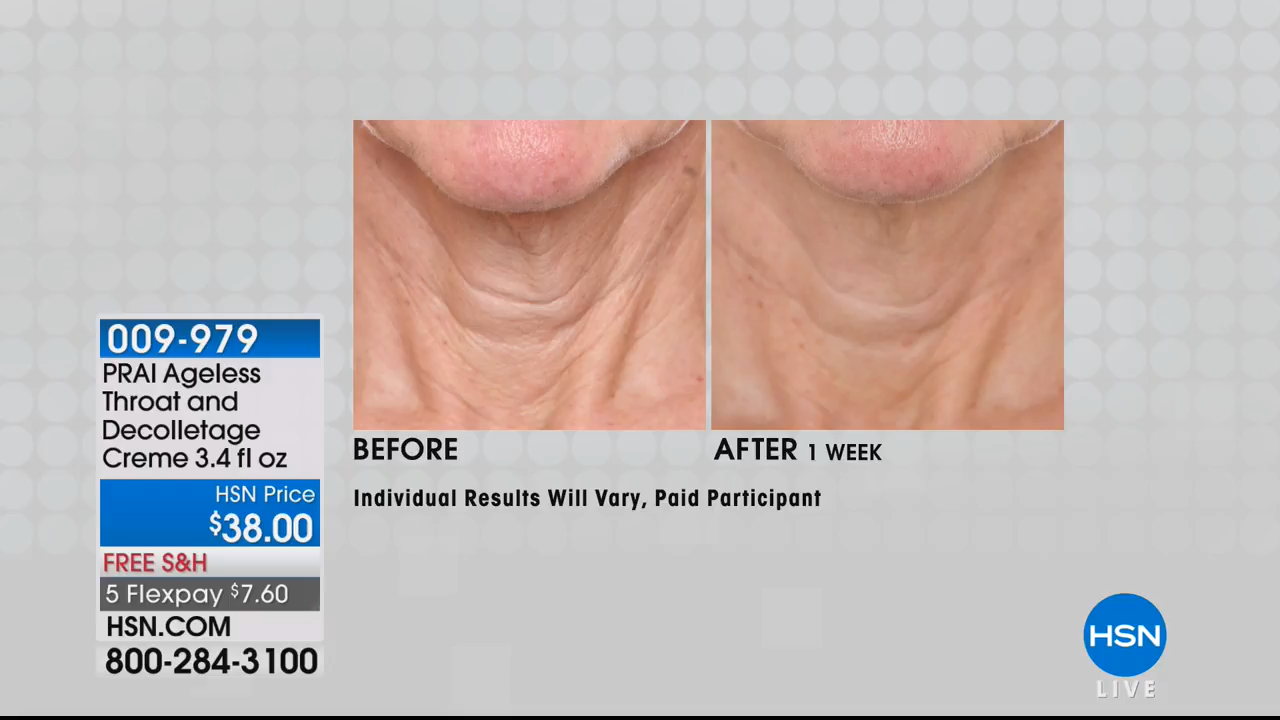 009-979
PRAI Ageless
Throat and
Decolletage
Creme 3.4 fl oz
HSN Price
$38.00
FREE S&H
5 Flexpay $7.60
HSN.COM
800-284-3100
BEFORE
AFTER 1 WEEK
Individual Results Will Vary, Paid Participant
HSN
LIVE